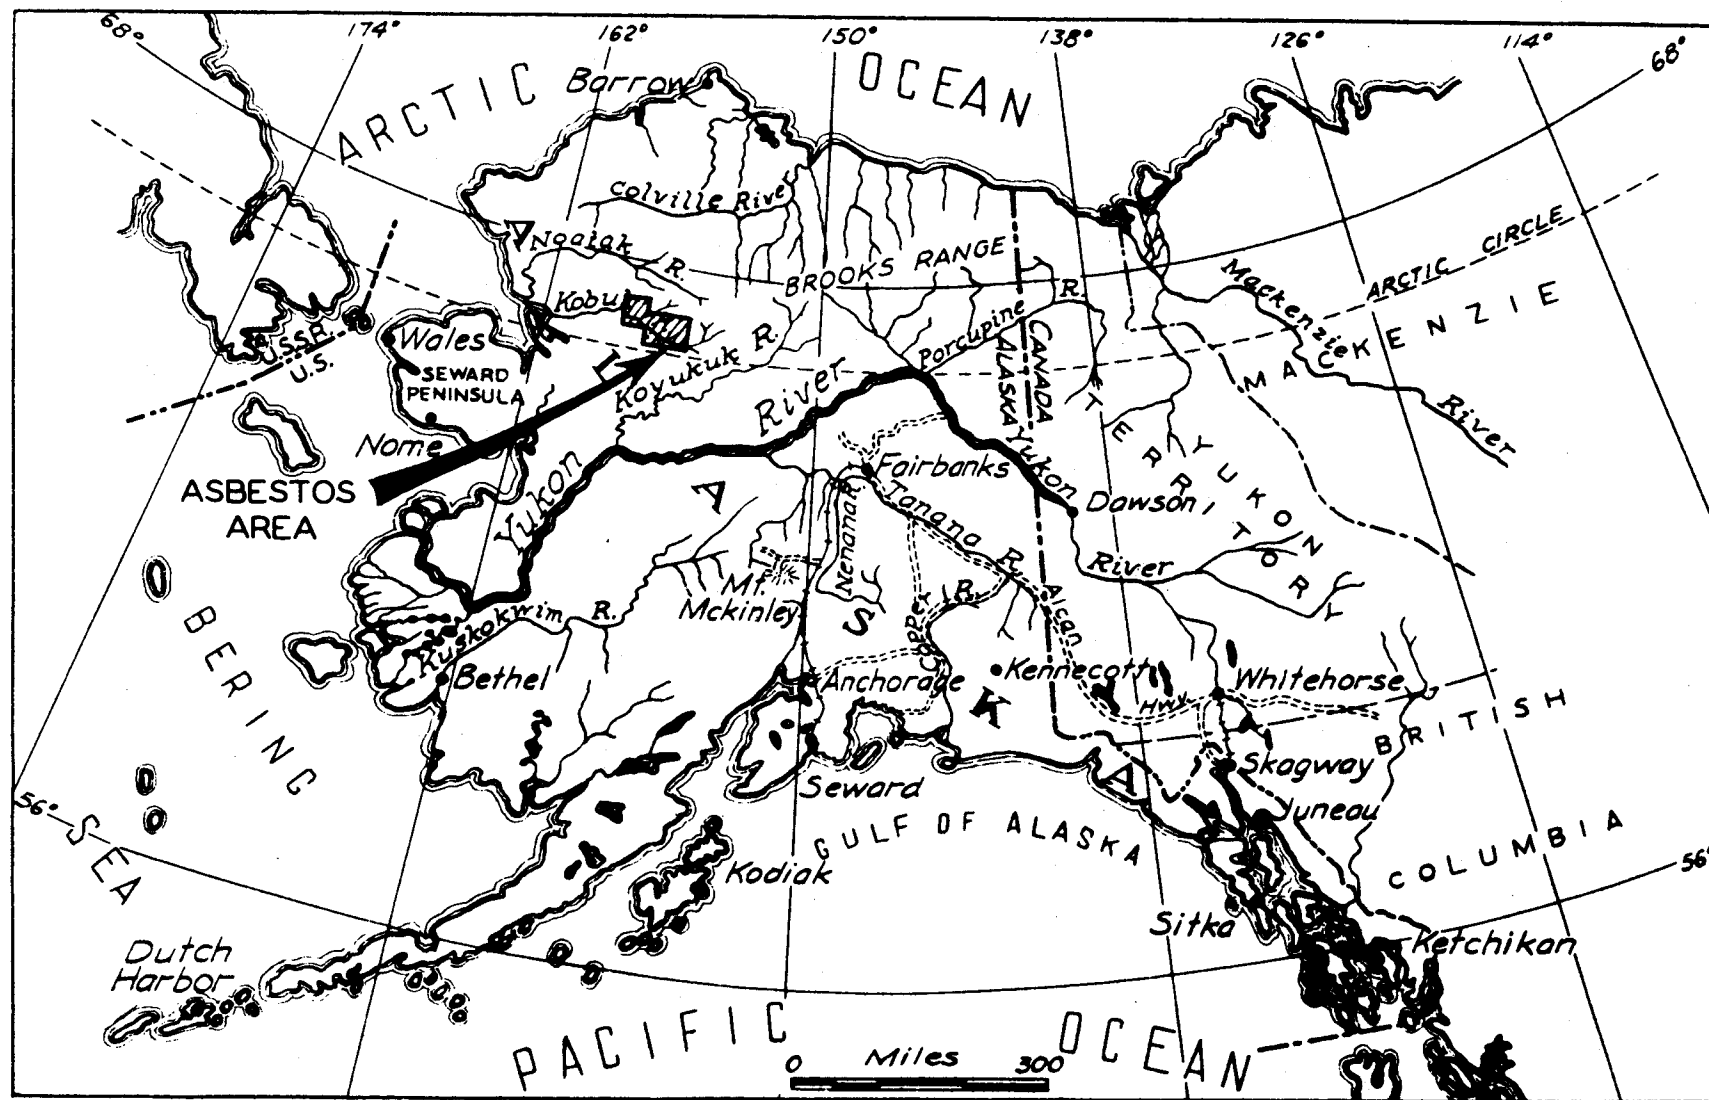 68°
174°
162°
150°
138°
126°
114°
68°
ARCTIC OCEAN
Barrow
Colville River
Noatak R.
BROOKS RANGE
ARCTIC CIRCLE
Mackenzie River
MACKENZIE
Kobuk
Porcupine R.
U.S.S.R.
U.S.
Wales
SEWARD
PENINSULA
Koyukuk R.
CANADA
ALASKA
Nome
Yukon River
Yukon
ASBESTOS
AREA
Fairbanks
Dawson
YUKON
TERRITORY
Tanana R.
Nenana R.
River
Mt.
McKinley
Copper R.
Alcan
Hwy.
Kuskokwim R.
Bethel
Anchorage
Kennecott
Whitehorse
BERING
SEA
ALASKA
BRITISH
COLUMBIA
Seward
Skagway
Juneau
56°
GULF OF ALASKA
Kodiak
56°
Sitka
Ketchikan
Dutch
Harbor
PACIFIC OCEAN
0 Miles 300